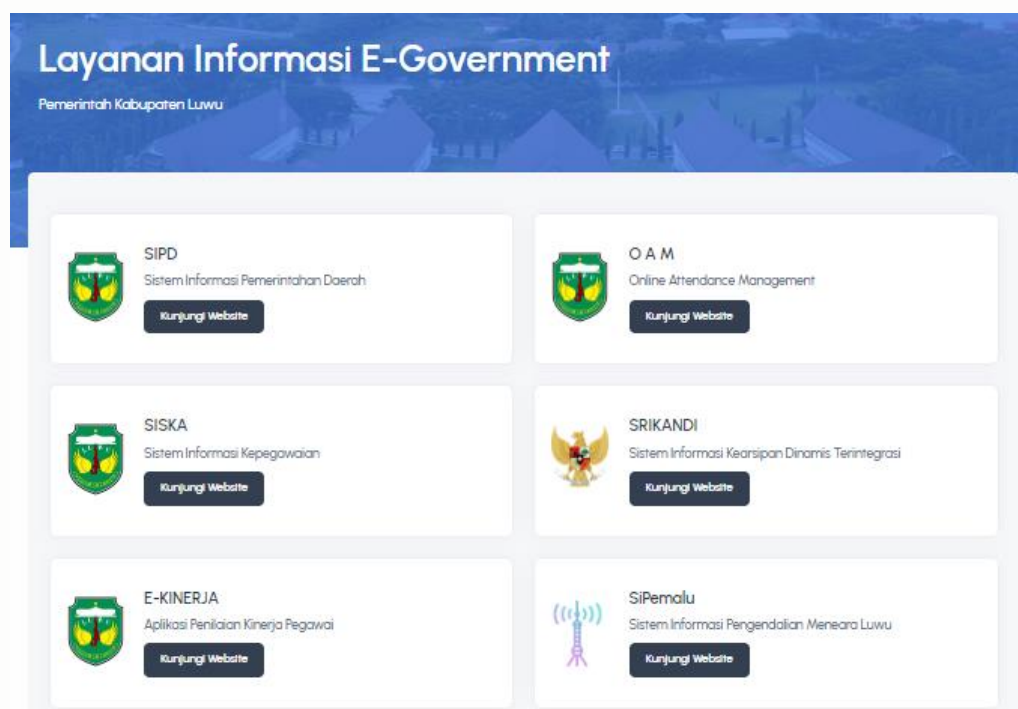 Layanan Informasi E-Government
Pemerintah Kabupaten Luwu
SIPD
Sistem Informasi Pemerintahan Daerah
Kunjungi Website
O A M
Online Attendance Management
Kunjungi Website
SISKA
Sistem Informasi Kepegawaian
Kunjungi Website
SRIKANDI
Sistem Informasi Kearsipan Dinamis Terintegrasi
Kunjungi Website
E-KINERJA
Aplikasi Penilaian Kinerja Pegawai
Kunjungi Website
SiPemalu
Sistem Informasi Pengendalian Meneara Luwu
Kunjungi Website